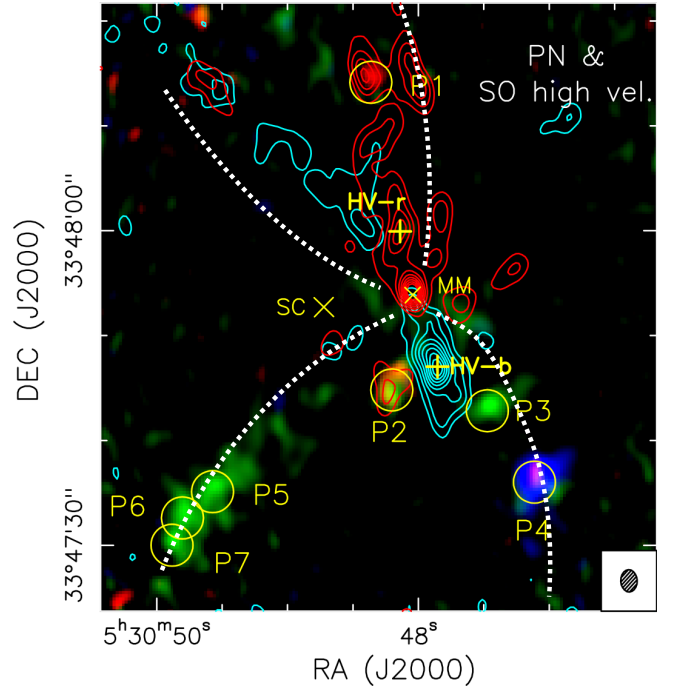 PN &
SO high vel.
P1
HV-r
MM
SC
HV-b
P2
P3
P4
P5
P6
P7
33°48'00"
33°47'30"
DEC (J2000)
5ʰ30ᵐ50ˢ
48ˢ
RA (J2000)